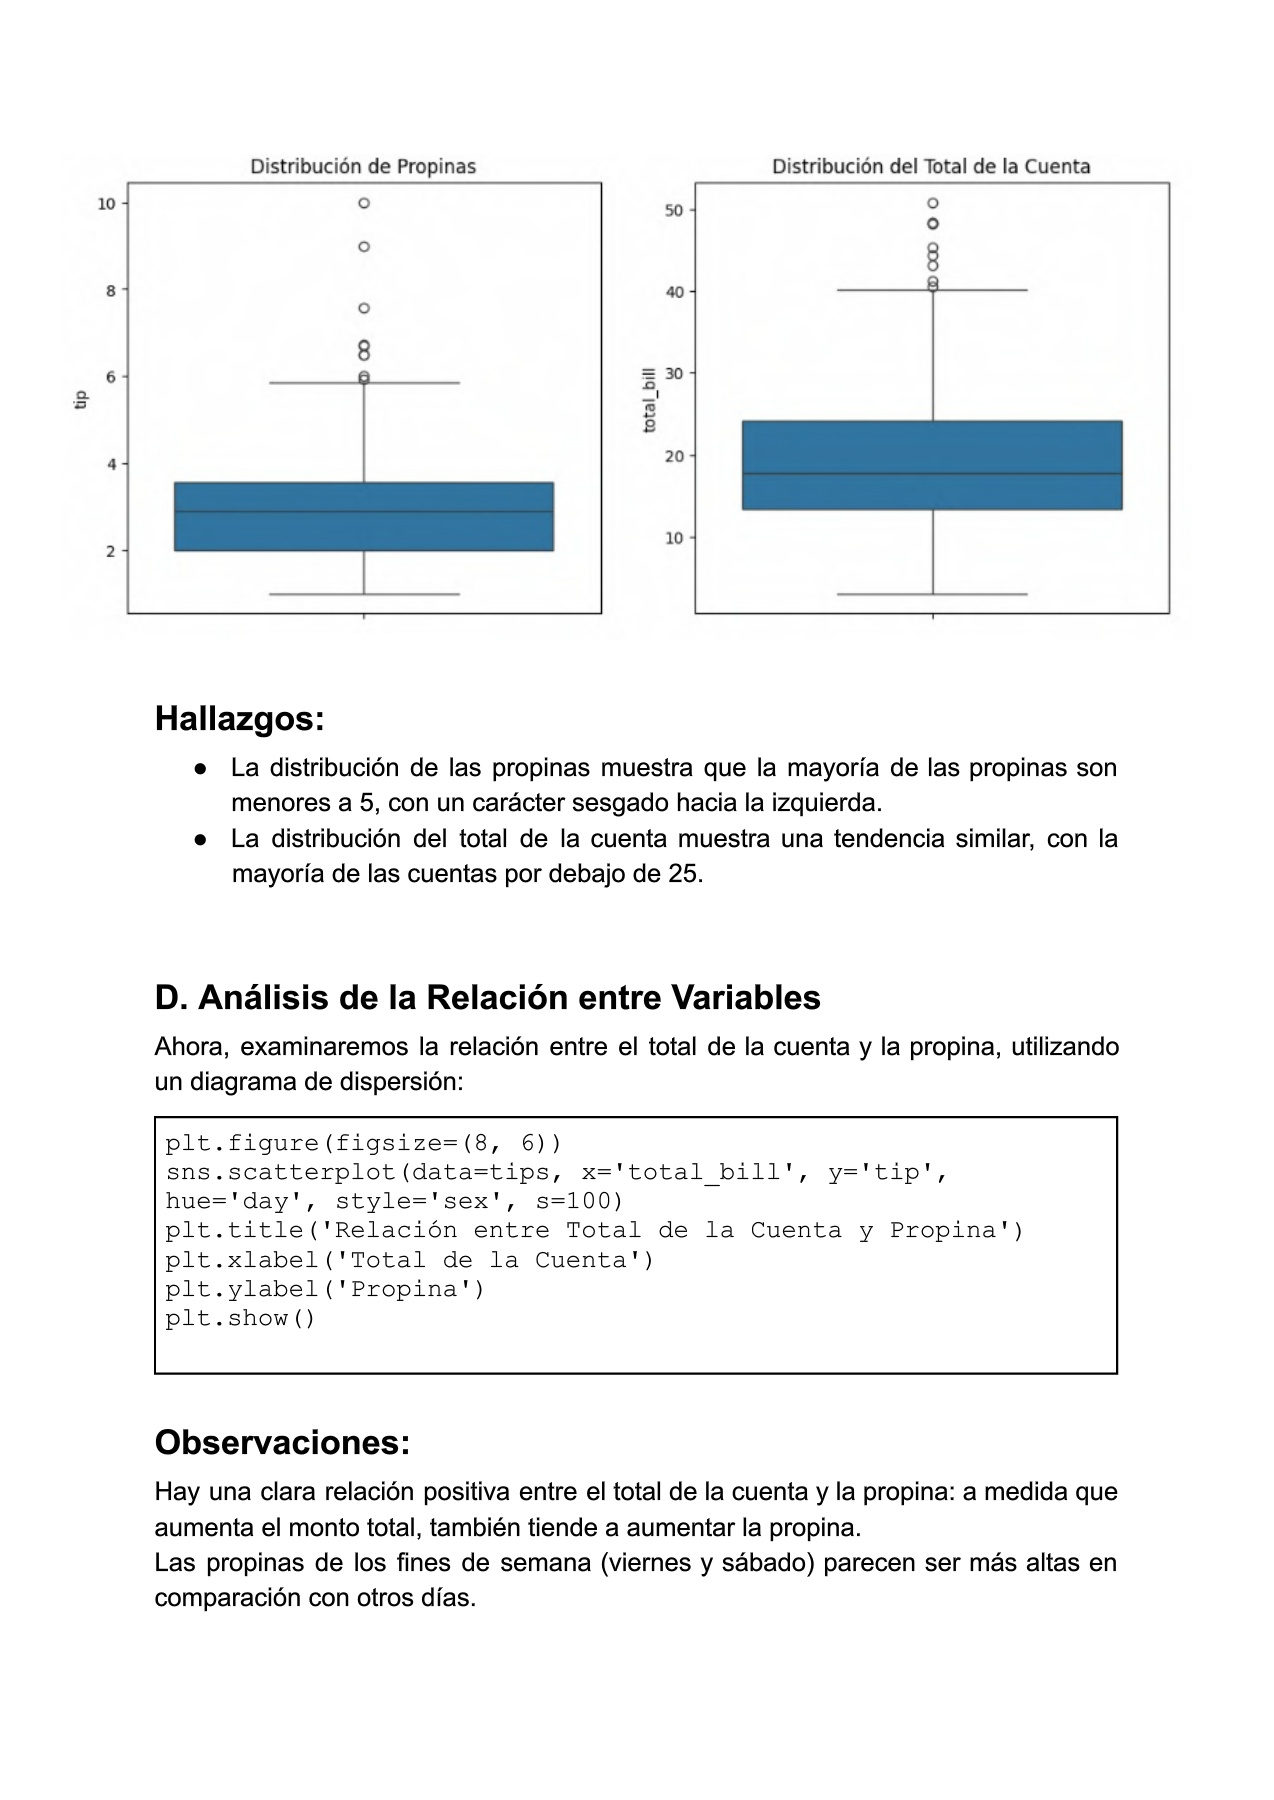 Distribución de Propinas
10
8
6
4
2
tip
Distribución del Total de la Cuenta
50
40
30
20
10
total_bill
Hallazgos:
● La distribución de las propinas muestra que la mayoría de las propinas son
menores a 5, con un carácter sesgado hacia la izquierda.
● La distribución del total de la cuenta muestra una tendencia similar, con la
mayoría de las cuentas por debajo de 25.
D. Análisis de la Relación entre Variables
Ahora, examinaremos la relación entre el total de la cuenta y la propina, utilizando
un diagrama de dispersión:
plt.figure(figsize=(8, 6))
sns.scatterplot(data=tips, x='total_bill', y='tip',
hue='day', style='sex', s=100)
plt.title('Relación entre Total de la Cuenta y Propina')
plt.xlabel('Total de la Cuenta')
plt.ylabel('Propina')
plt.show()
Observaciones:
Hay una clara relación positiva entre el total de la cuenta y la propina: a medida que
aumenta el monto total, también tiende a aumentar la propina.
Las propinas de los fines de semana (viernes y sábado) parecen ser más altas en
comparación con otros días.